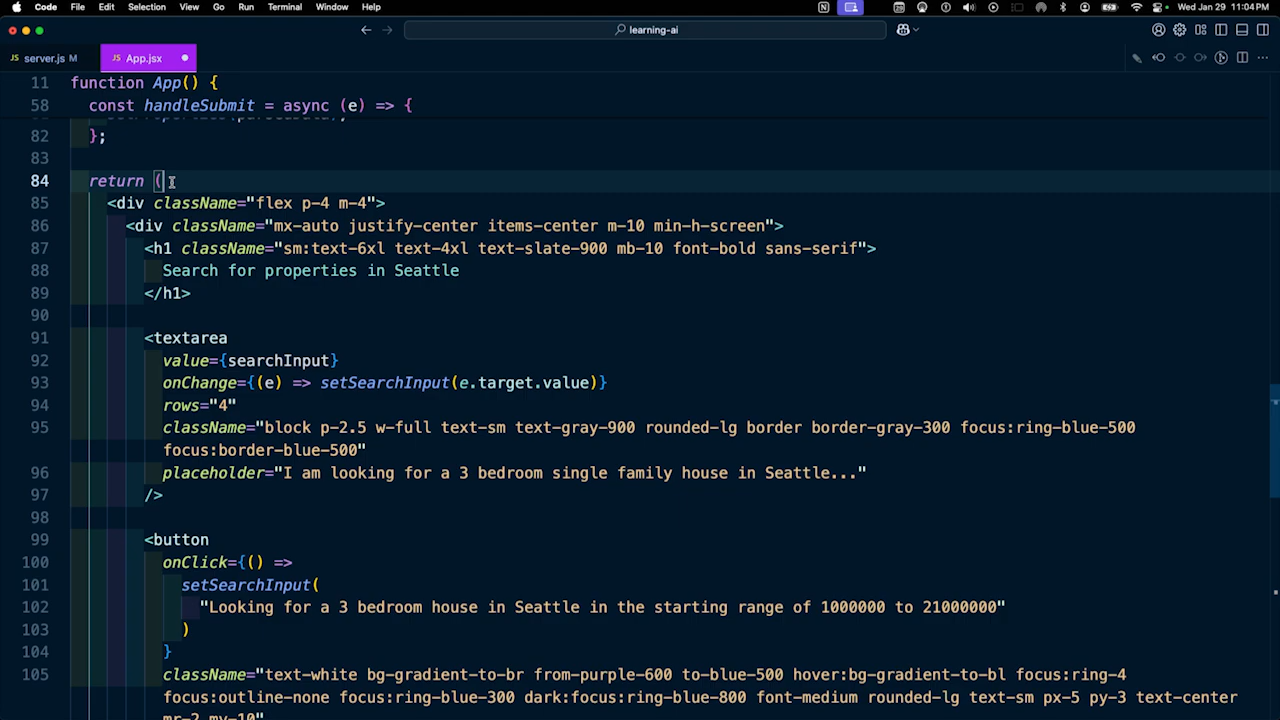 Code File Edit Selection View Go Run Terminal Window Help Wed Jan 29 11:04 PM
learning-ai
JS server.js M JS App.jsx
11 function App() {
58 const handleSubmit = async (e) => {
82 };
83
84 return (
85 <div className="flex p-4 m-4">
86 <div className="mx-auto justify-center items-center m-10 min-h-screen">
87 <h1 className="sm:text-6xl text-4xl text-slate-900 mb-10 font-bold sans-serif">
88 Search for properties in Seattle
89 </h1>
90
91 <textarea
92 value={searchInput}
93 onChange={(e) => setSearchInput(e.target.value)}
94 rows="4"
95 className="block p-2.5 w-full text-sm text-gray-900 rounded-lg border border-gray-300 focus:ring-blue-500
focus:border-blue-500"
96 placeholder="I am looking for a 3 bedroom single family house in Seattle..."
97 />
98
99 <button
100 onClick={() =>
101 setSearchInput(
102 "Looking for a 3 bedroom house in Seattle in the starting range of 1000000 to 21000000"
103 )
104 }
105 className="text-white bg-gradient-to-br from-purple-600 to-blue-500 hover:bg-gradient-to-bl focus:ring-4
focus:outline-none focus:ring-blue-300 dark:focus:ring-blue-800 font-medium rounded-lg text-sm px-5 py-3 text-center
mr-2 my-10"